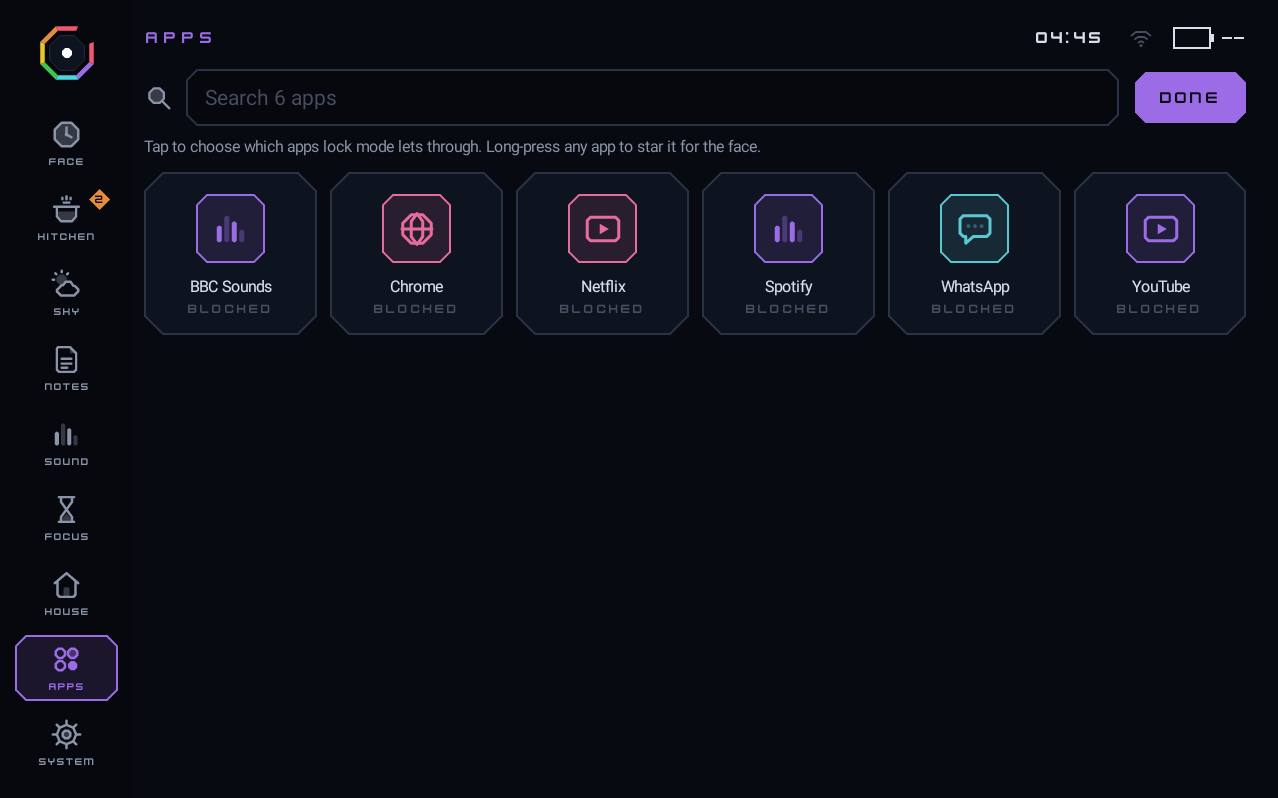 APPS
04:45
--
Search 6 apps
DONE
Tap to choose which apps lock mode lets through. Long-press any app to star it for the face.
BBC Sounds
BLOCKED
Chrome
BLOCKED
Netflix
BLOCKED
Spotify
BLOCKED
WhatsApp
BLOCKED
YouTube
BLOCKED
FACE
2
KITCHEN
SKY
NOTES
SOUND
FOCUS
HOUSE
APPS
SYSTEM